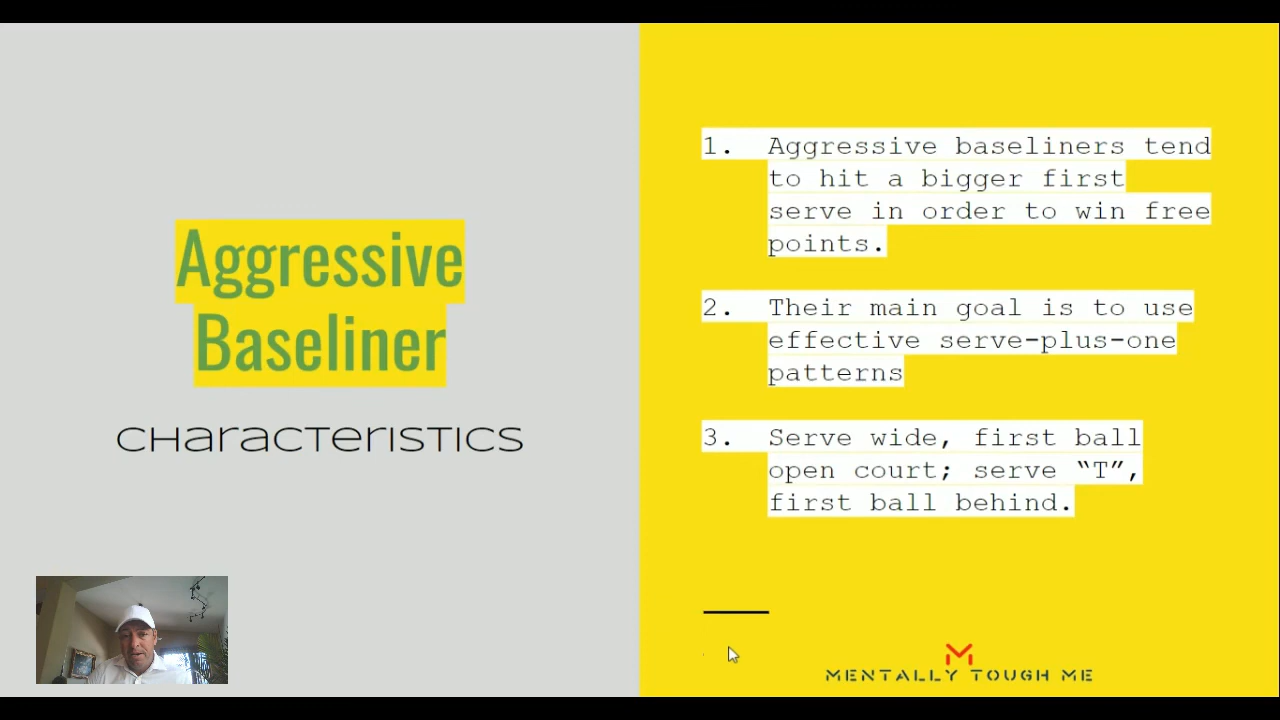 Aggressive
Baseliner
CHaracTerisTics
1. Aggressive baseliners tend
to hit a bigger first
serve in order to win free
points.
2. Their main goal is to use
effective serve-plus-one
patterns
3. Serve wide, first ball
open court; serve “T”,
first ball behind.
MENTALLY TOUGH ME